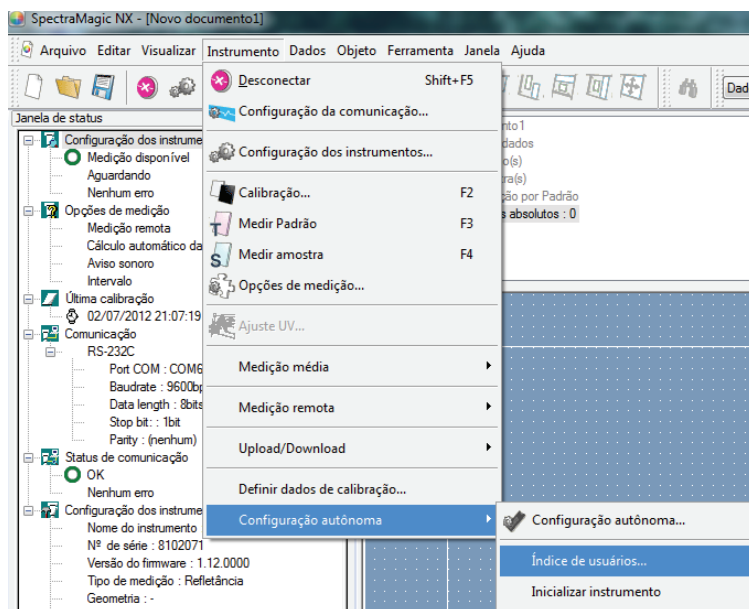 SpectraMagic NX - [Novo documento1]
Arquivo Editar Visualizar Instrumento Dados Objeto Ferramenta Janela Ajuda
Dad
Janela de status
Configuração dos instrume
Medição disponível
Aguardando
Nenhum erro
Opções de medição
Medição remota
Cálculo automático da
Aviso sonoro
Intervalo
Última calibração
02/07/2012 21:07:19
Comunicação
RS-232C
Port COM : COM6
Baudrate : 9600bp
Data length : 8bits
Stop bit: : 1bit
Parity : (nenhum)
Status de comunicação
OK
Nenhum erro
Configuração dos instrume
Nome do instrumento
Nº de série : 8102071
Versão do firmware : 1.12.0000
Tipo de medição : Refletância
Geometria : -
Desconectar Shift+F5
Configuração da comunicação...
Configuração dos instrumentos...
Calibração... F2
T Medir Padrão F3
S Medir amostra F4
Opções de medição...
Ajuste UV...
Medição média
Medição remota
Upload/Download
Definir dados de calibração...
Configuração autônoma
Configuração autônoma...
Índice de usuários...
Inicializar instrumento
nto1
dados
o(s)
ra(s)
ção por Padrão
s absolutos : 0